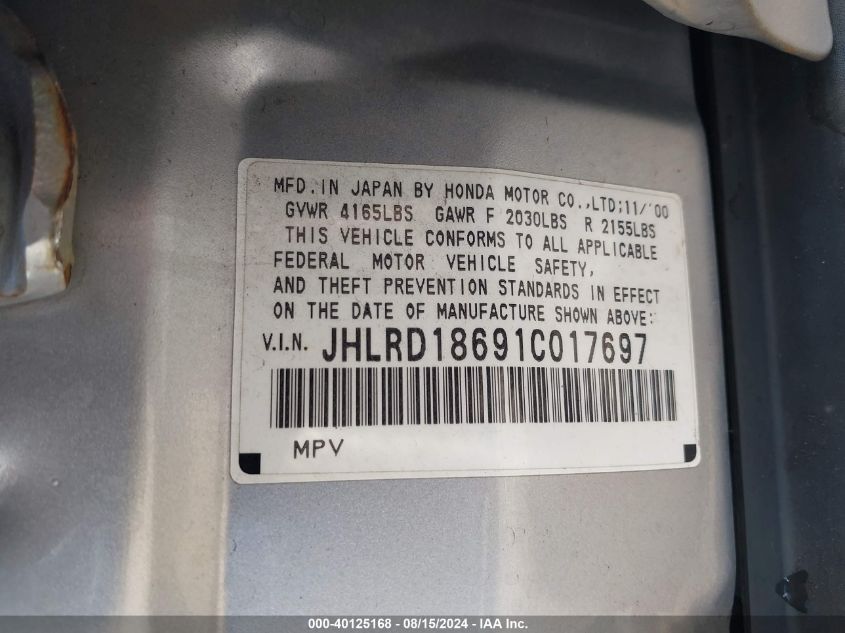 MFD. IN JAPAN BY HONDA MOTOR CO.,LTD;11/'00
GVWR 4165LBS GAWR F 2030LBS R 2155LBS
THIS VEHICLE CONFORMS TO ALL APPLICABLE
FEDERAL MOTOR VEHICLE SAFETY,
AND THEFT PREVENTION STANDARDS IN EFFECT
ON THE DATE OF MANUFACTURE SHOWN ABOVE:
V.I.N. JHLRD18691C017697
MPV
000-40125168 - 08/15/2024 - IAA Inc.